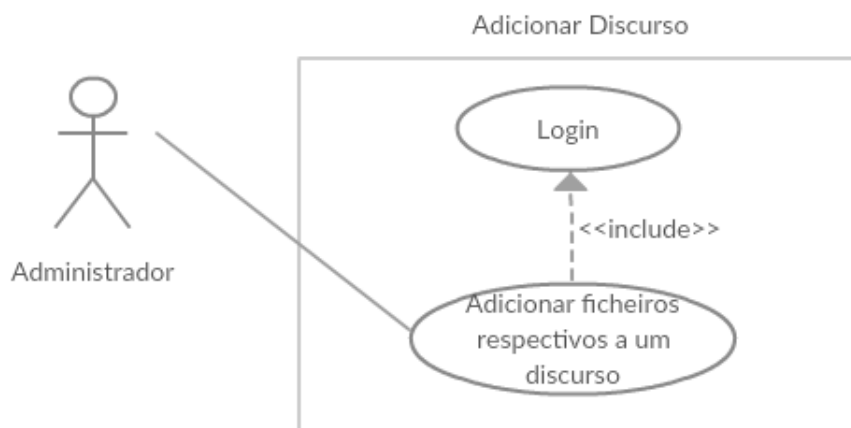 Adicionar Discurso
Login
<<include>>
Administrador
Adicionar ficheiros
respectivos a um
discurso